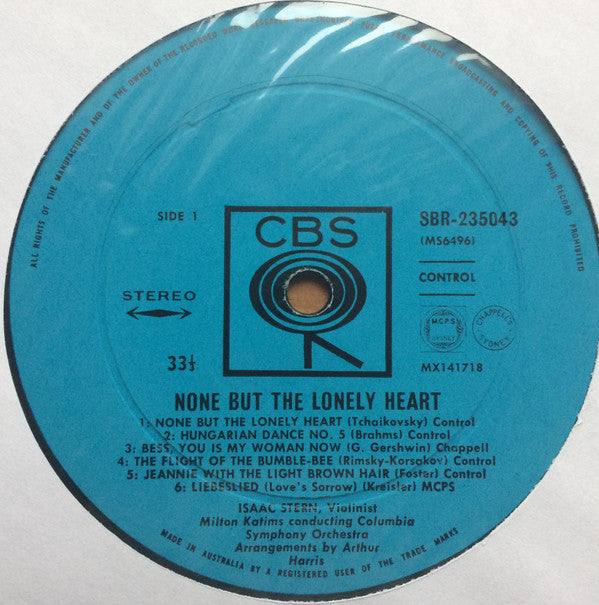 ALL RIGHTS OF THE MANUFACTURER AND OF THE OWNER OF THE RECORDED WORK RESERVED. UNAUTHORISED PUBLIC PERFORMANCE BROADCASTING AND COPYING OF THIS RECORD PROHIBITED
SIDE 1
CBS
SBR-235043
(MS6496)
STEREO
CONTROL
MCPS
SYDNEY
CHAPPELL'S
SYDNEY
33⅓
MX141718
NONE BUT THE LONELY HEART
1: NONE BUT THE LONELY HEART (Tchaikovsky) Control
2: HUNGARIAN DANCE NO. 5 (Brahms) Control
3: BESS, YOU IS MY WOMAN NOW (G. Gershwin) Chappell
4: THE FLIGHT OF THE BUMBLE-BEE (Rimsky-Korsakov) Control
5: JEANNIE WITH THE LIGHT BROWN HAIR (Foster) Control
6: LIEBESLIED (Love's Sorrow) (Kreisler) MCPS
ISAAC STERN, Violinist
Milton Katims conducting Columbia
Symphony Orchestra
Arrangements by Arthur
Harris
MADE IN AUSTRALIA BY A REGISTERED USER OF THE TRADE MARKS